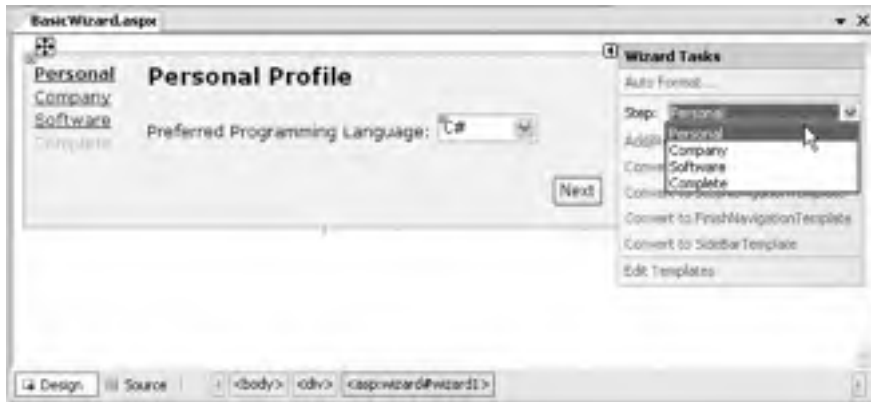 BasicWizard.aspx
Personal
Company
Software
Complete
Personal Profile
Preferred Programming Language: C#
Next
Wizard Tasks
Auto Format...
Step: Personal
Personal
Company
Software
Complete
Convert to FinishNavigationTemplate
Convert to SideBarTemplate
Edit Templates
Design
Source
<body>
<div>
<asp:wizard#wizard1>